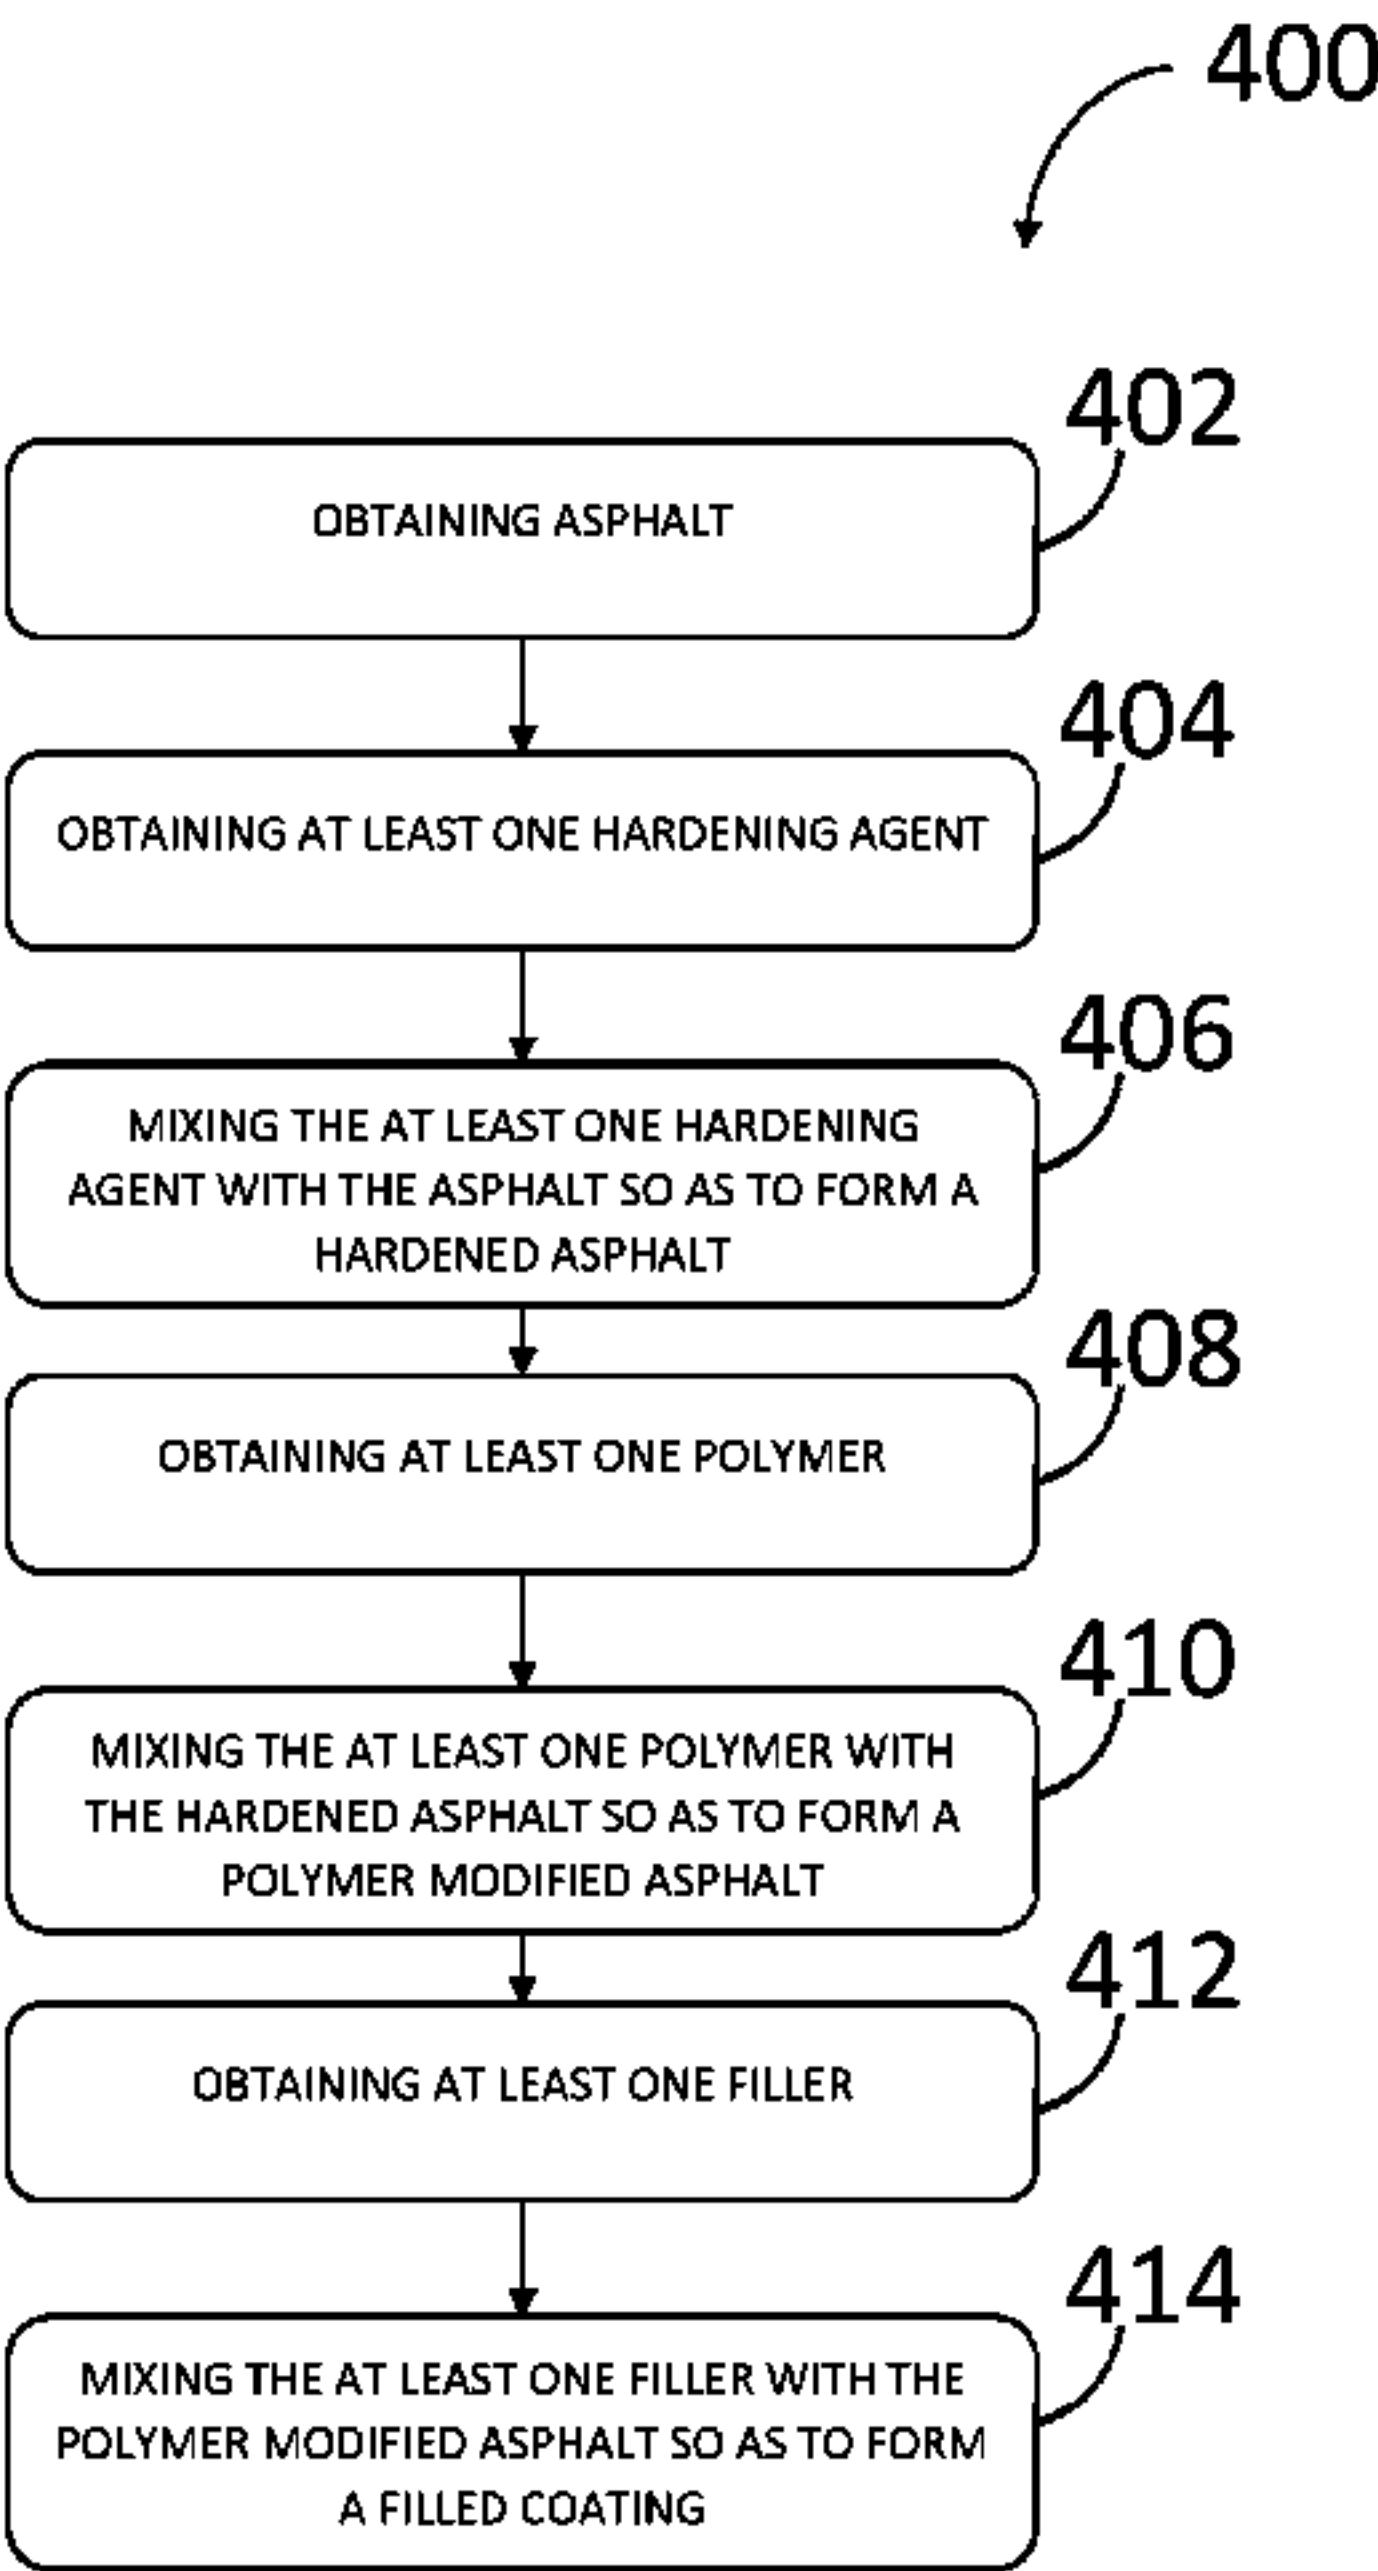 400
402
OBTAINING ASPHALT
404
OBTAINING AT LEAST ONE HARDENING AGENT
406
MIXING THE AT LEAST ONE HARDENING
AGENT WITH THE ASPHALT SO AS TO FORM A
HARDENED ASPHALT
408
OBTAINING AT LEAST ONE POLYMER
410
MIXING THE AT LEAST ONE POLYMER WITH
THE HARDENED ASPHALT SO AS TO FORM A
POLYMER MODIFIED ASPHALT
412
OBTAINING AT LEAST ONE FILLER
414
MIXING THE AT LEAST ONE FILLER WITH THE
POLYMER MODIFIED ASPHALT SO AS TO FORM
A FILLED COATING